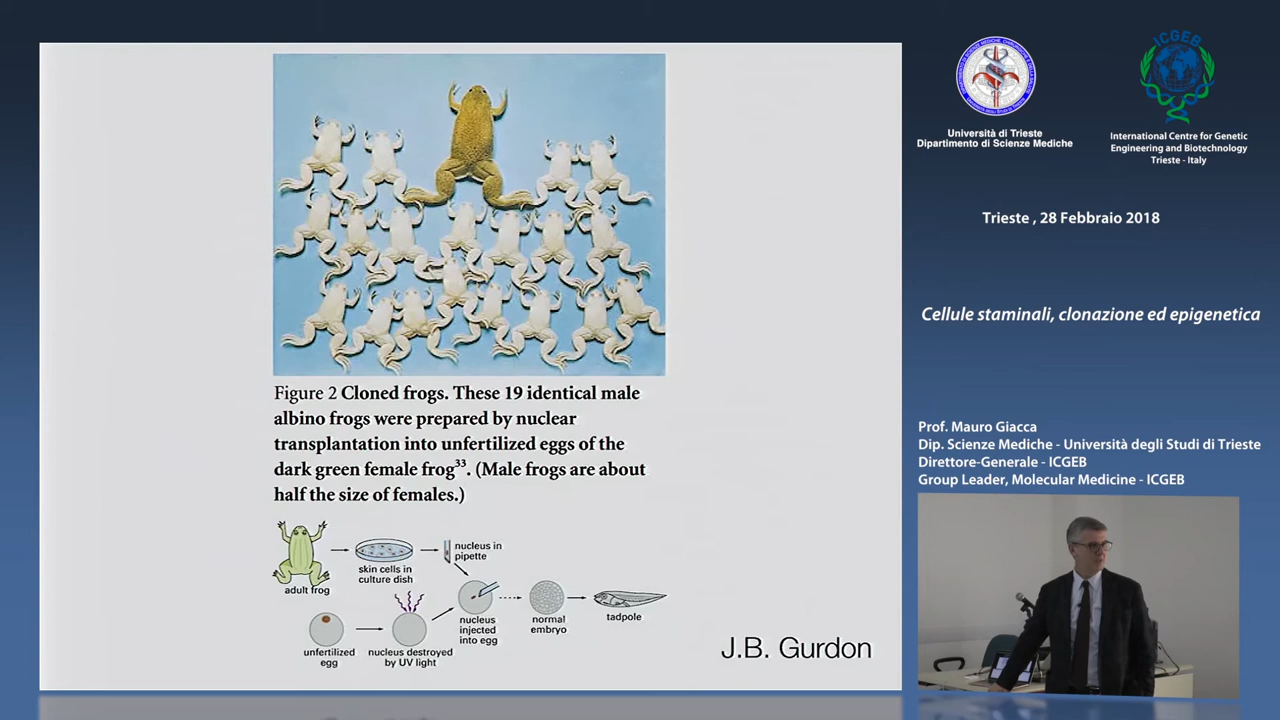 Figure 2 Cloned frogs. These 19 identical male
albino frogs were prepared by nuclear
transplantation into unfertilized eggs of the
dark green female frog33. (Male frogs are about
half the size of females.)
adult frog
skin cells in
culture dish
nucleus in
pipette
unfertilized
egg
nucleus destroyed
by UV light
nucleus
injected
into egg
normal
embryo
tadpole
J.B. Gurdon
Università di Trieste
Dipartimento di Scienze Mediche
ICGEB
International Centre for Genetic
Engineering and Biotechnology
Trieste - Italy
Trieste , 28 Febbraio 2018
Cellule staminali, clonazione ed epigenetica
Prof. Mauro Giacca
Dip. Scienze Mediche - Università degli Studi di Trieste
Direttore-Generale - ICGEB
Group Leader, Molecular Medicine - ICGEB